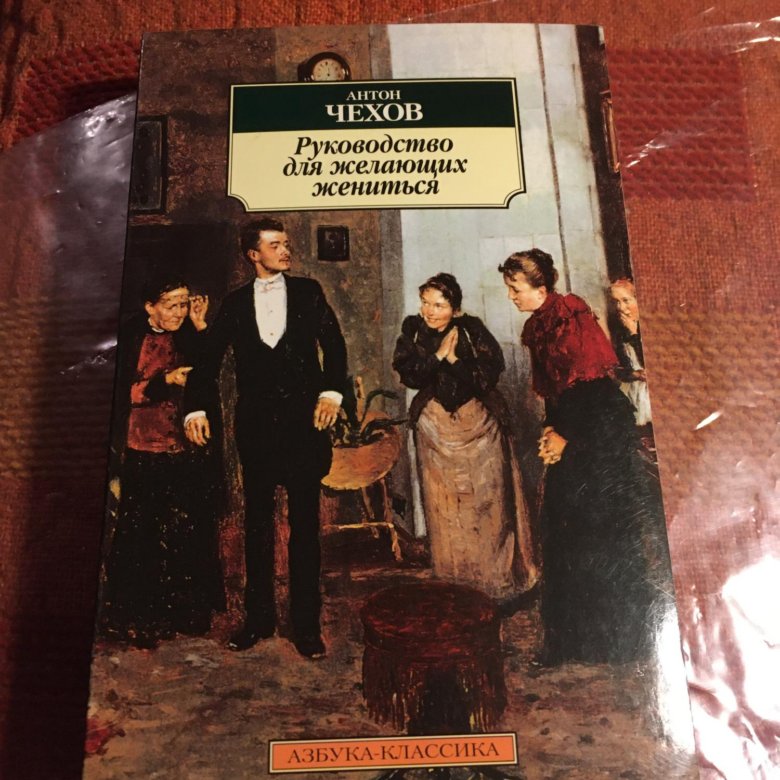 АНТОН
ЧЕХОВ
Руководство
для желающих
жениться
АЗБУКА-КЛАССИКА